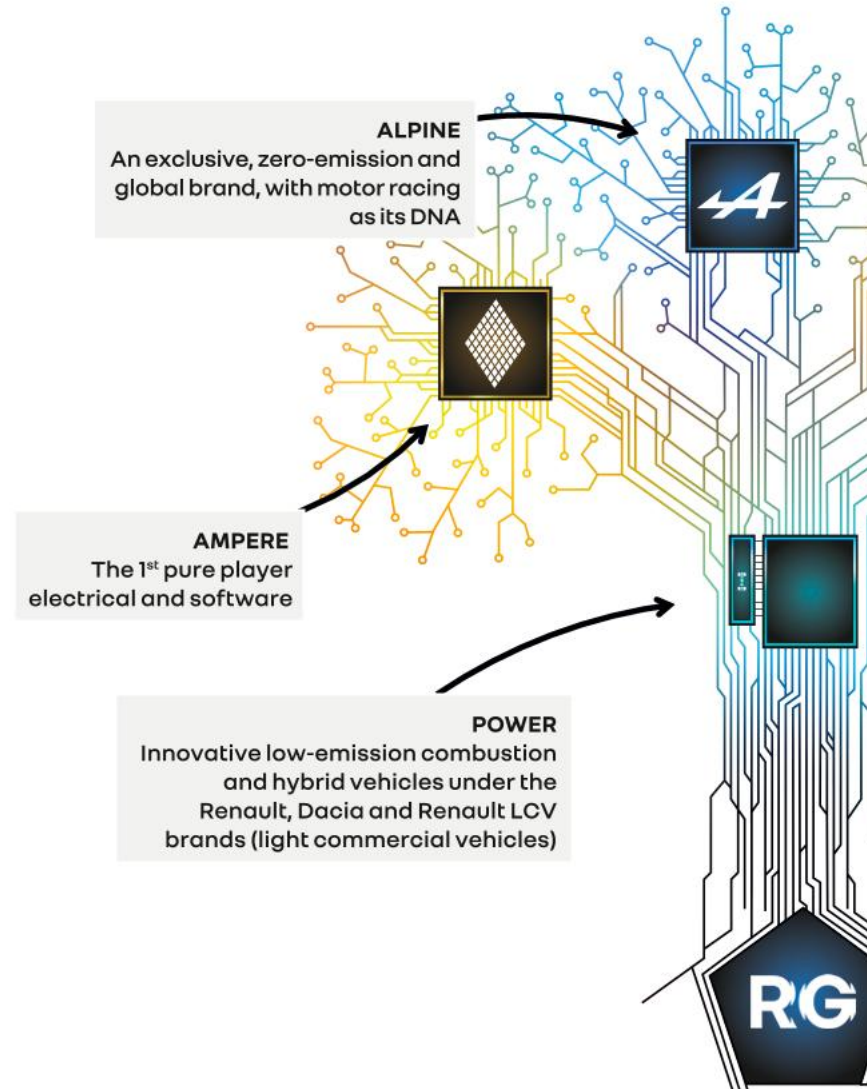 ALPINE
An exclusive, zero-emission and
global brand, with motor racing
as its DNA
AMPERE
The 1st pure player
electrical and software
POWER
Innovative low-emission combustion
and hybrid vehicles under the
Renault, Dacia and Renault LCV
brands (light commercial vehicles)
RG